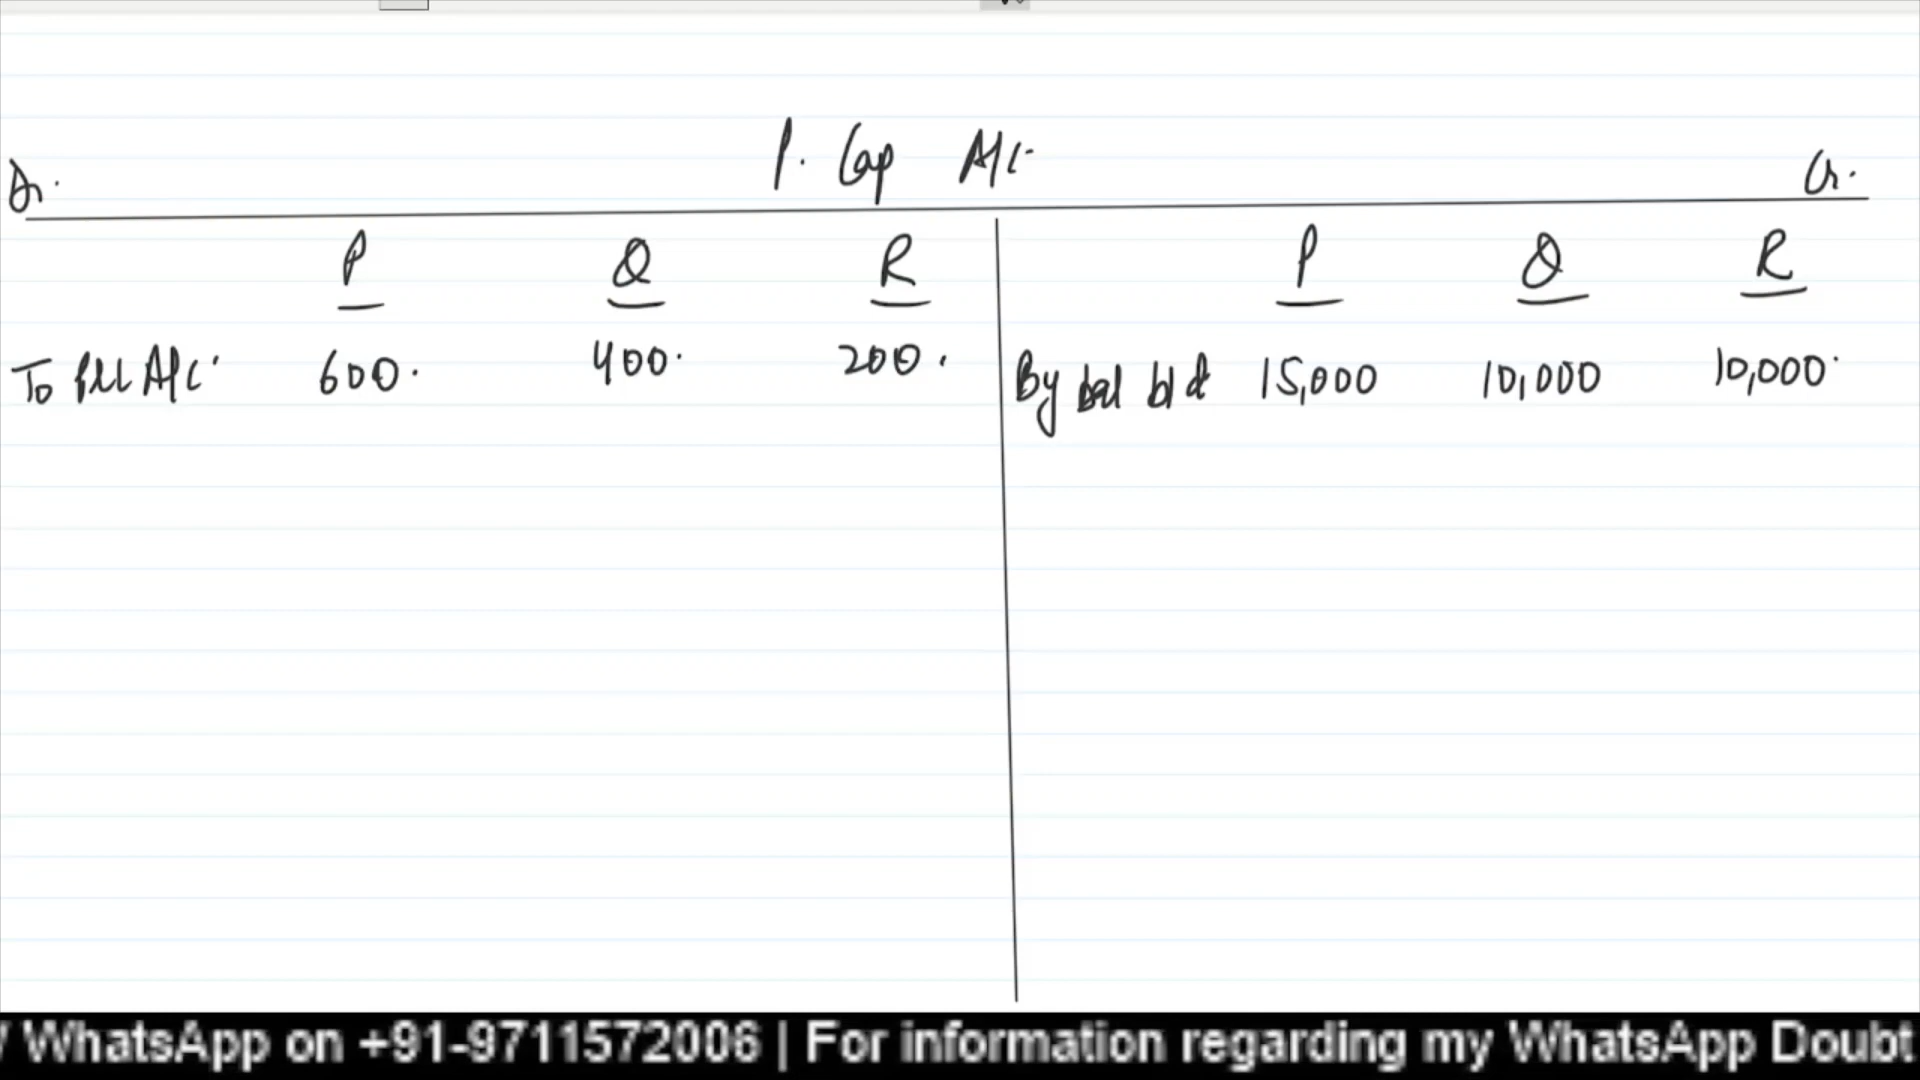 P. Cap A/c
Dr. Cr.
P Q R P Q R
To A/c 600. 400. 200. By bal b/d 15,000 10,000 10,000
/ WhatsApp on +91-9711572006 | For information regarding my WhatsApp Doubt